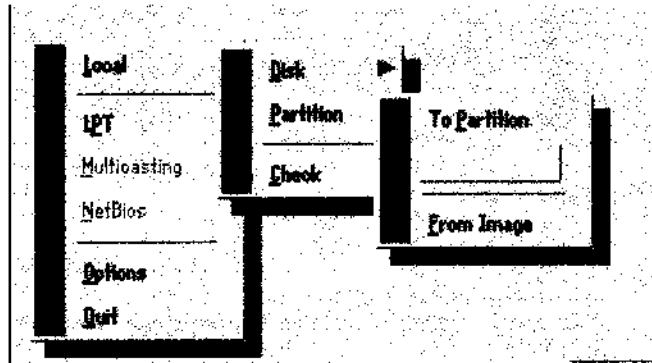 Local
LPT
Multicasting
NetBios
Options
Quit
Disk
Partition
Check
To Partition
From Image